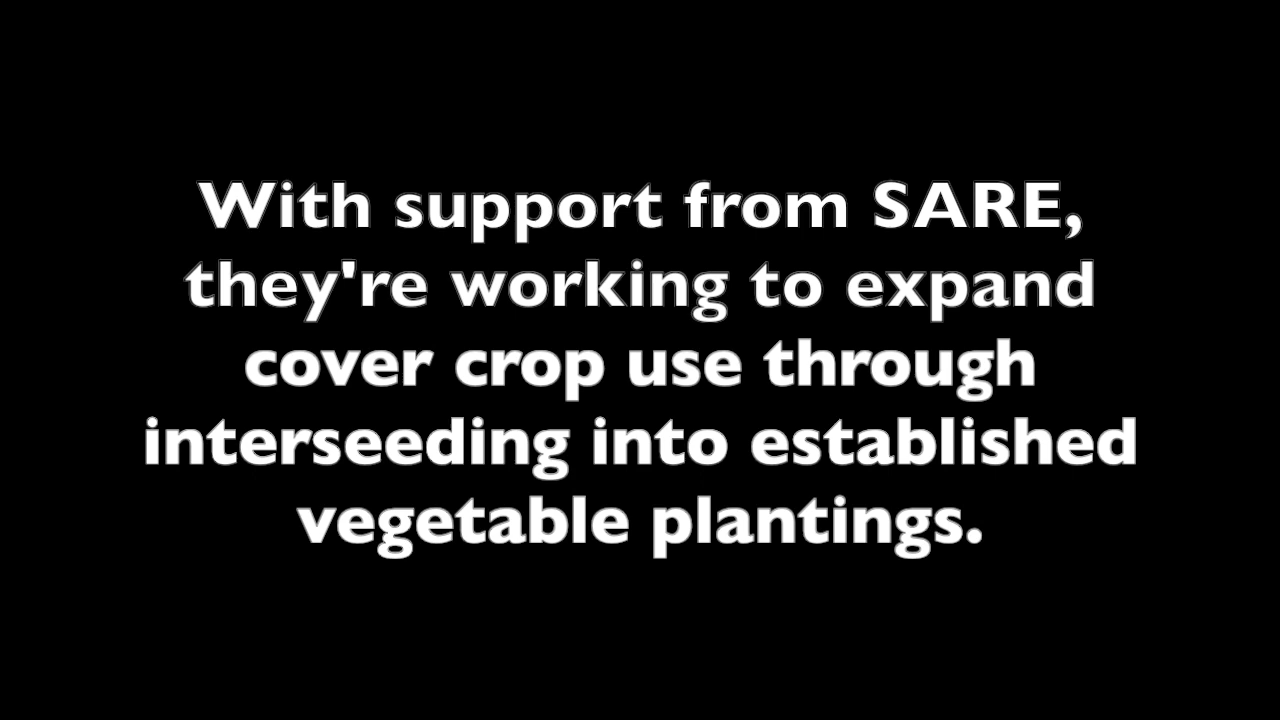 With support from SARE,
they're working to expand
cover crop use through
interseeding into established
vegetable plantings.